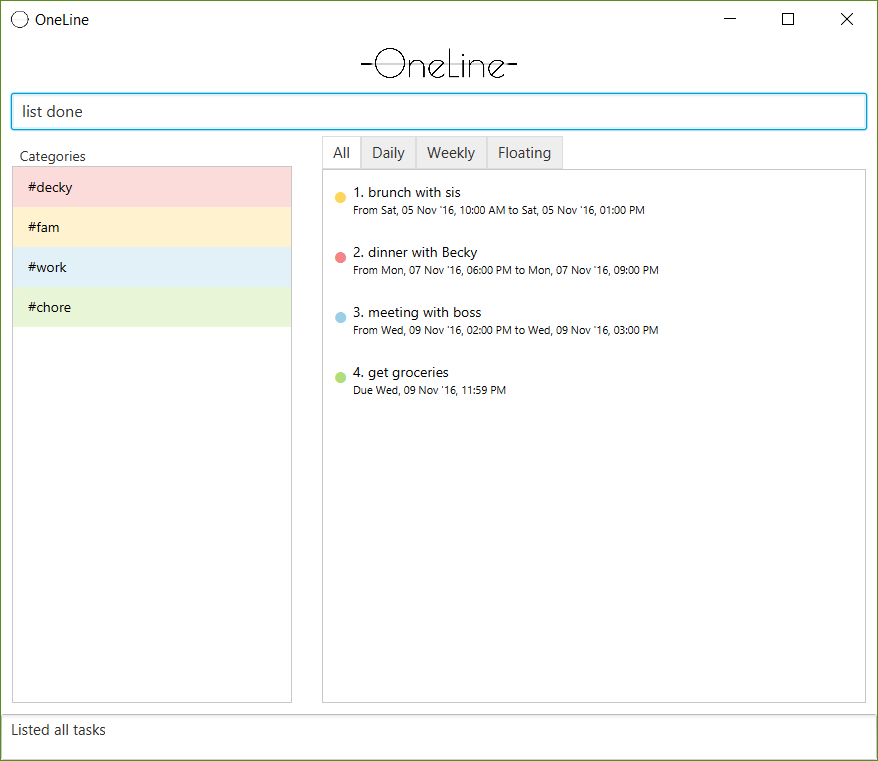 OneLine
-OneLine-
list done
Categories
#decky
#fam
#work
#chore
All Daily Weekly Floating
1. brunch with sis
From Sat, 05 Nov '16, 10:00 AM to Sat, 05 Nov '16, 01:00 PM
2. dinner with Becky
From Mon, 07 Nov '16, 06:00 PM to Mon, 07 Nov '16, 09:00 PM
3. meeting with boss
From Wed, 09 Nov '16, 02:00 PM to Wed, 09 Nov '16, 03:00 PM
4. get groceries
Due Wed, 09 Nov '16, 11:59 PM
Listed all tasks